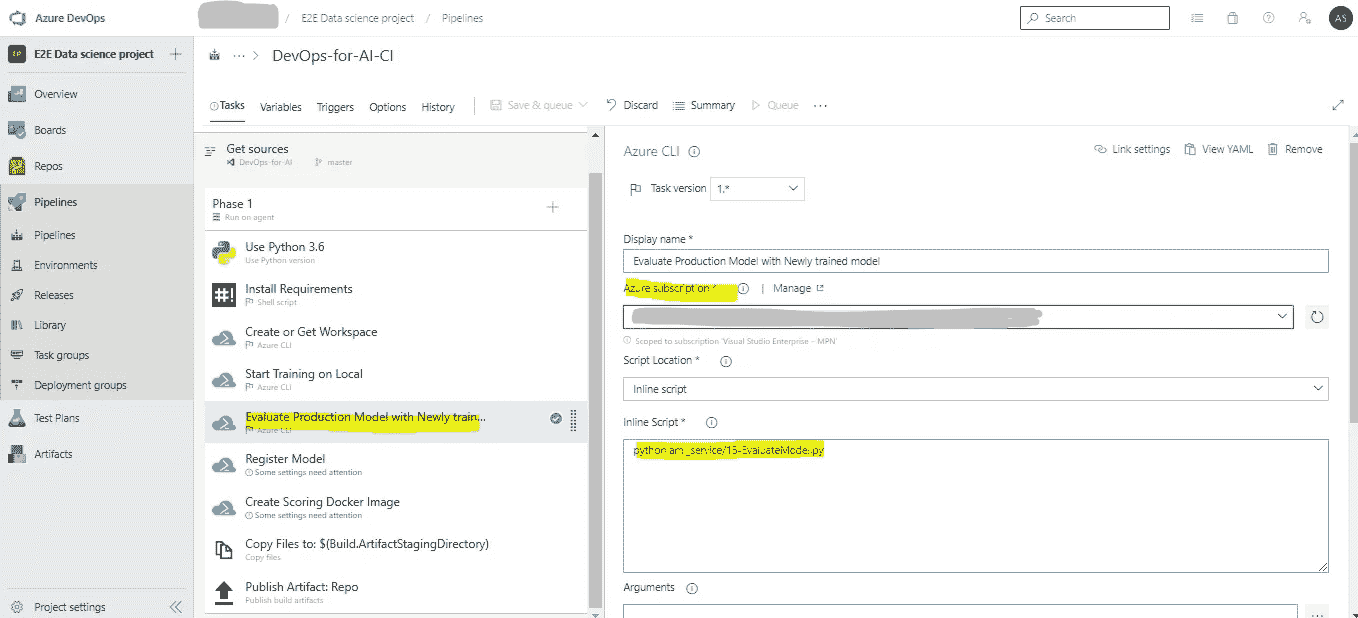 Azure DevOps
/ E2E Data science project / Pipelines
Search
AS
EP E2E Data science project
Overview
Boards
Repos
Pipelines
Pipelines
Environments
Releases
Library
Task groups
Deployment groups
Test Plans
Artifacts
Project settings
... > DevOps-for-AI-CI
Tasks Variables Triggers Options History Save & queue Discard Summary Queue ...
Get sources
DevOps-for-AI master
Phase 1
Run on agent
Use Python 3.6
Use Python version
Install Requirements
Shell script
Create or Get Workspace
Azure CLI
Start Training on Local
Azure CLI
Evaluate Production Model with Newly train...
Azure CLI
Register Model
Some settings need attention
Create Scoring Docker Image
Some settings need attention
Copy Files to: $(Build.ArtifactStagingDirectory)
Copy files
Publish Artifact: Repo
Publish build artifacts
Azure CLI
Link settings View YAML Remove
Task version 1.*
Display name *
Evaluate Production Model with Newly trained model
Azure subscription * | Manage
Scoped to subscription 'Visual Studio Enterprise – MPN'
Script Location *
Inline script
Inline Script *
python
Arguments
...